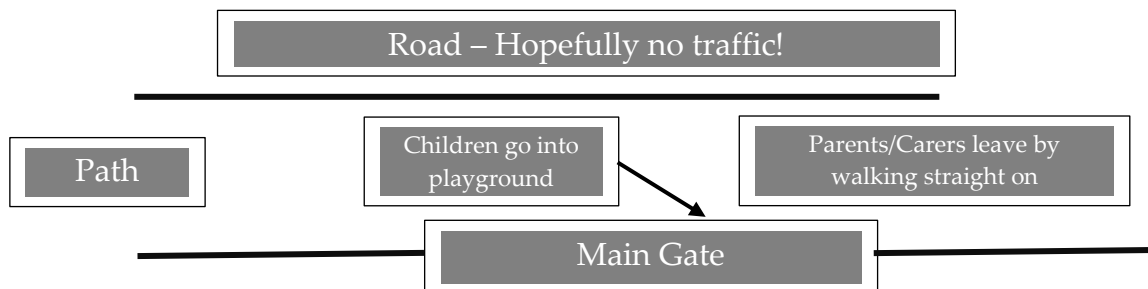 Road – Hopefully no traffic!
Path
Children go into
playground
Parents/Carers leave by
walking straight on
Main Gate